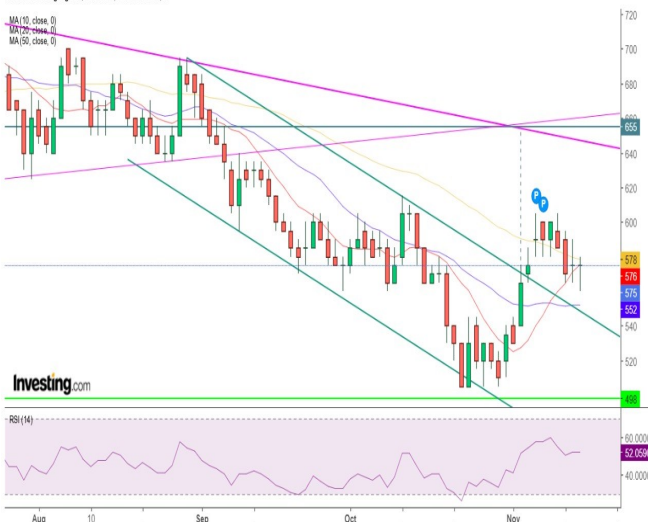 MA (10, close, 0)
MA (20, close, 0)
MA (50, close, 0)
720
700
680
660
655
640
620
600
578
576
575
552
540
520
498
Investing.com
RSI (14)
60.0000
52.059
40.0000
Aug 10 Sep Oct Nov
P
P